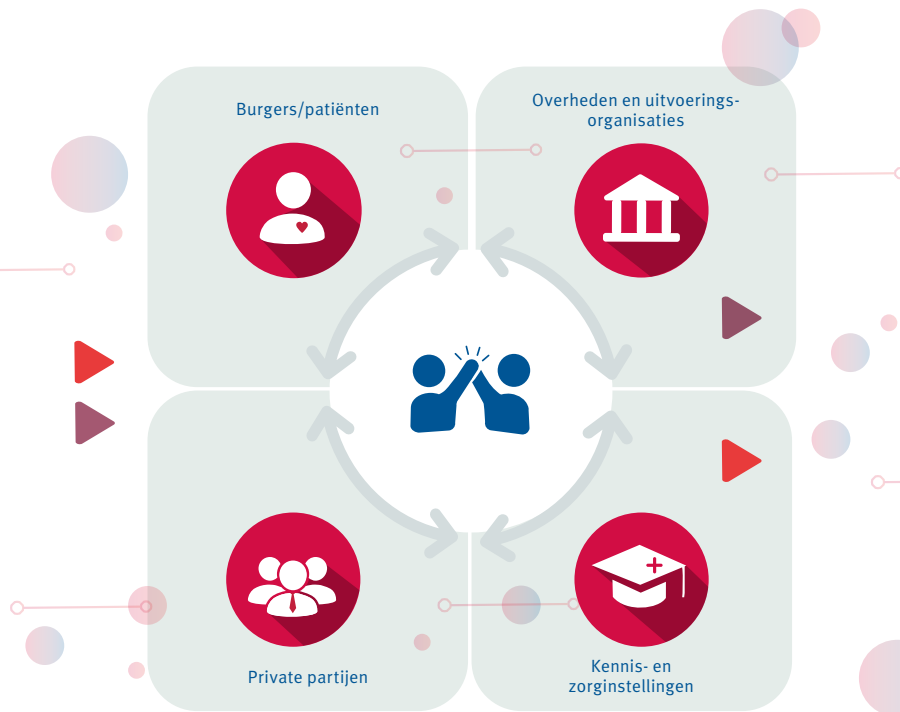 Burgers/patiënten
Overheden en uitvoerings-
organisaties
Private partijen
Kennis- en
zorginstellingen